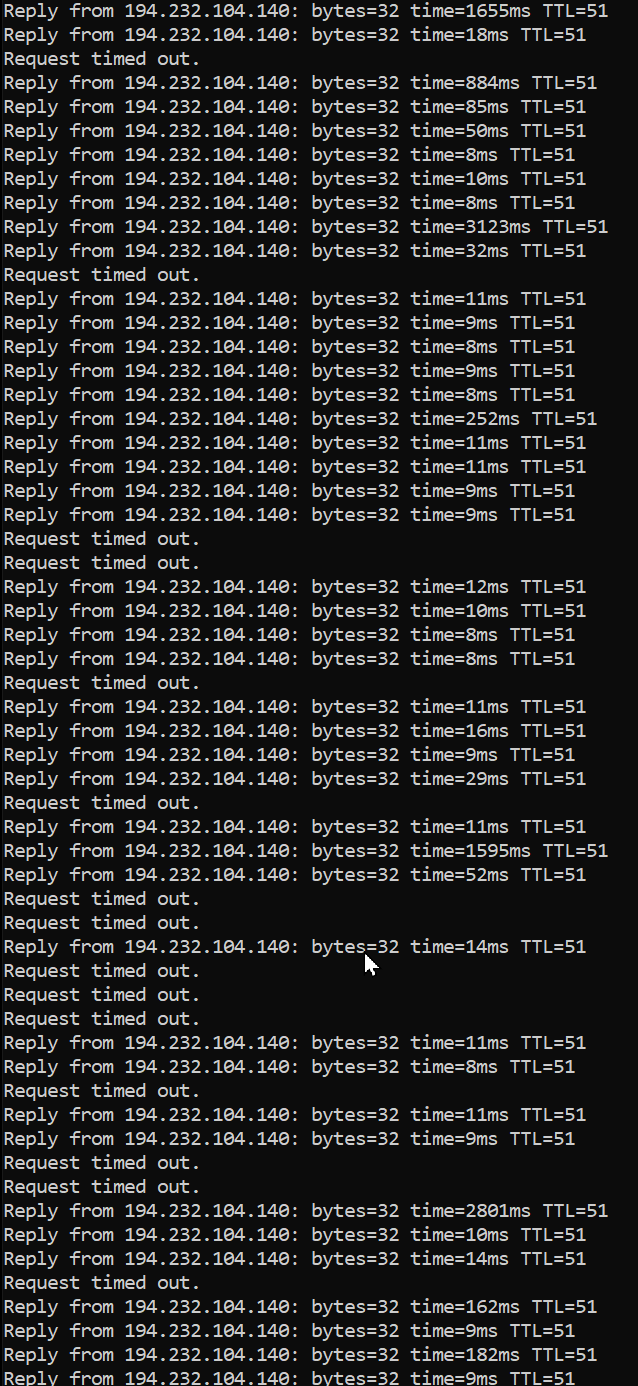 Reply from 194.232.104.140: bytes=32 time=1655ms TTL=51
Reply from 194.232.104.140: bytes=32 time=18ms TTL=51
Request timed out.
Reply from 194.232.104.140: bytes=32 time=884ms TTL=51
Reply from 194.232.104.140: bytes=32 time=85ms TTL=51
Reply from 194.232.104.140: bytes=32 time=50ms TTL=51
Reply from 194.232.104.140: bytes=32 time=8ms TTL=51
Reply from 194.232.104.140: bytes=32 time=10ms TTL=51
Reply from 194.232.104.140: bytes=32 time=8ms TTL=51
Reply from 194.232.104.140: bytes=32 time=3123ms TTL=51
Reply from 194.232.104.140: bytes=32 time=32ms TTL=51
Request timed out.
Reply from 194.232.104.140: bytes=32 time=11ms TTL=51
Reply from 194.232.104.140: bytes=32 time=9ms TTL=51
Reply from 194.232.104.140: bytes=32 time=8ms TTL=51
Reply from 194.232.104.140: bytes=32 time=9ms TTL=51
Reply from 194.232.104.140: bytes=32 time=8ms TTL=51
Reply from 194.232.104.140: bytes=32 time=252ms TTL=51
Reply from 194.232.104.140: bytes=32 time=11ms TTL=51
Reply from 194.232.104.140: bytes=32 time=11ms TTL=51
Reply from 194.232.104.140: bytes=32 time=9ms TTL=51
Reply from 194.232.104.140: bytes=32 time=9ms TTL=51
Request timed out.
Request timed out.
Reply from 194.232.104.140: bytes=32 time=12ms TTL=51
Reply from 194.232.104.140: bytes=32 time=10ms TTL=51
Reply from 194.232.104.140: bytes=32 time=8ms TTL=51
Reply from 194.232.104.140: bytes=32 time=8ms TTL=51
Request timed out.
Reply from 194.232.104.140: bytes=32 time=11ms TTL=51
Reply from 194.232.104.140: bytes=32 time=16ms TTL=51
Reply from 194.232.104.140: bytes=32 time=9ms TTL=51
Reply from 194.232.104.140: bytes=32 time=29ms TTL=51
Request timed out.
Reply from 194.232.104.140: bytes=32 time=11ms TTL=51
Reply from 194.232.104.140: bytes=32 time=1595ms TTL=51
Reply from 194.232.104.140: bytes=32 time=52ms TTL=51
Request timed out.
Request timed out.
Reply from 194.232.104.140: bytes=32 time=14ms TTL=51
Request timed out.
Request timed out.
Request timed out.
Reply from 194.232.104.140: bytes=32 time=11ms TTL=51
Reply from 194.232.104.140: bytes=32 time=8ms TTL=51
Request timed out.
Reply from 194.232.104.140: bytes=32 time=11ms TTL=51
Reply from 194.232.104.140: bytes=32 time=9ms TTL=51
Request timed out.
Request timed out.
Reply from 194.232.104.140: bytes=32 time=2801ms TTL=51
Reply from 194.232.104.140: bytes=32 time=10ms TTL=51
Reply from 194.232.104.140: bytes=32 time=14ms TTL=51
Request timed out.
Reply from 194.232.104.140: bytes=32 time=162ms TTL=51
Reply from 194.232.104.140: bytes=32 time=9ms TTL=51
Reply from 194.232.104.140: bytes=32 time=182ms TTL=51
Reply from 194.232.104.140: bytes=32 time=9ms TTL=51